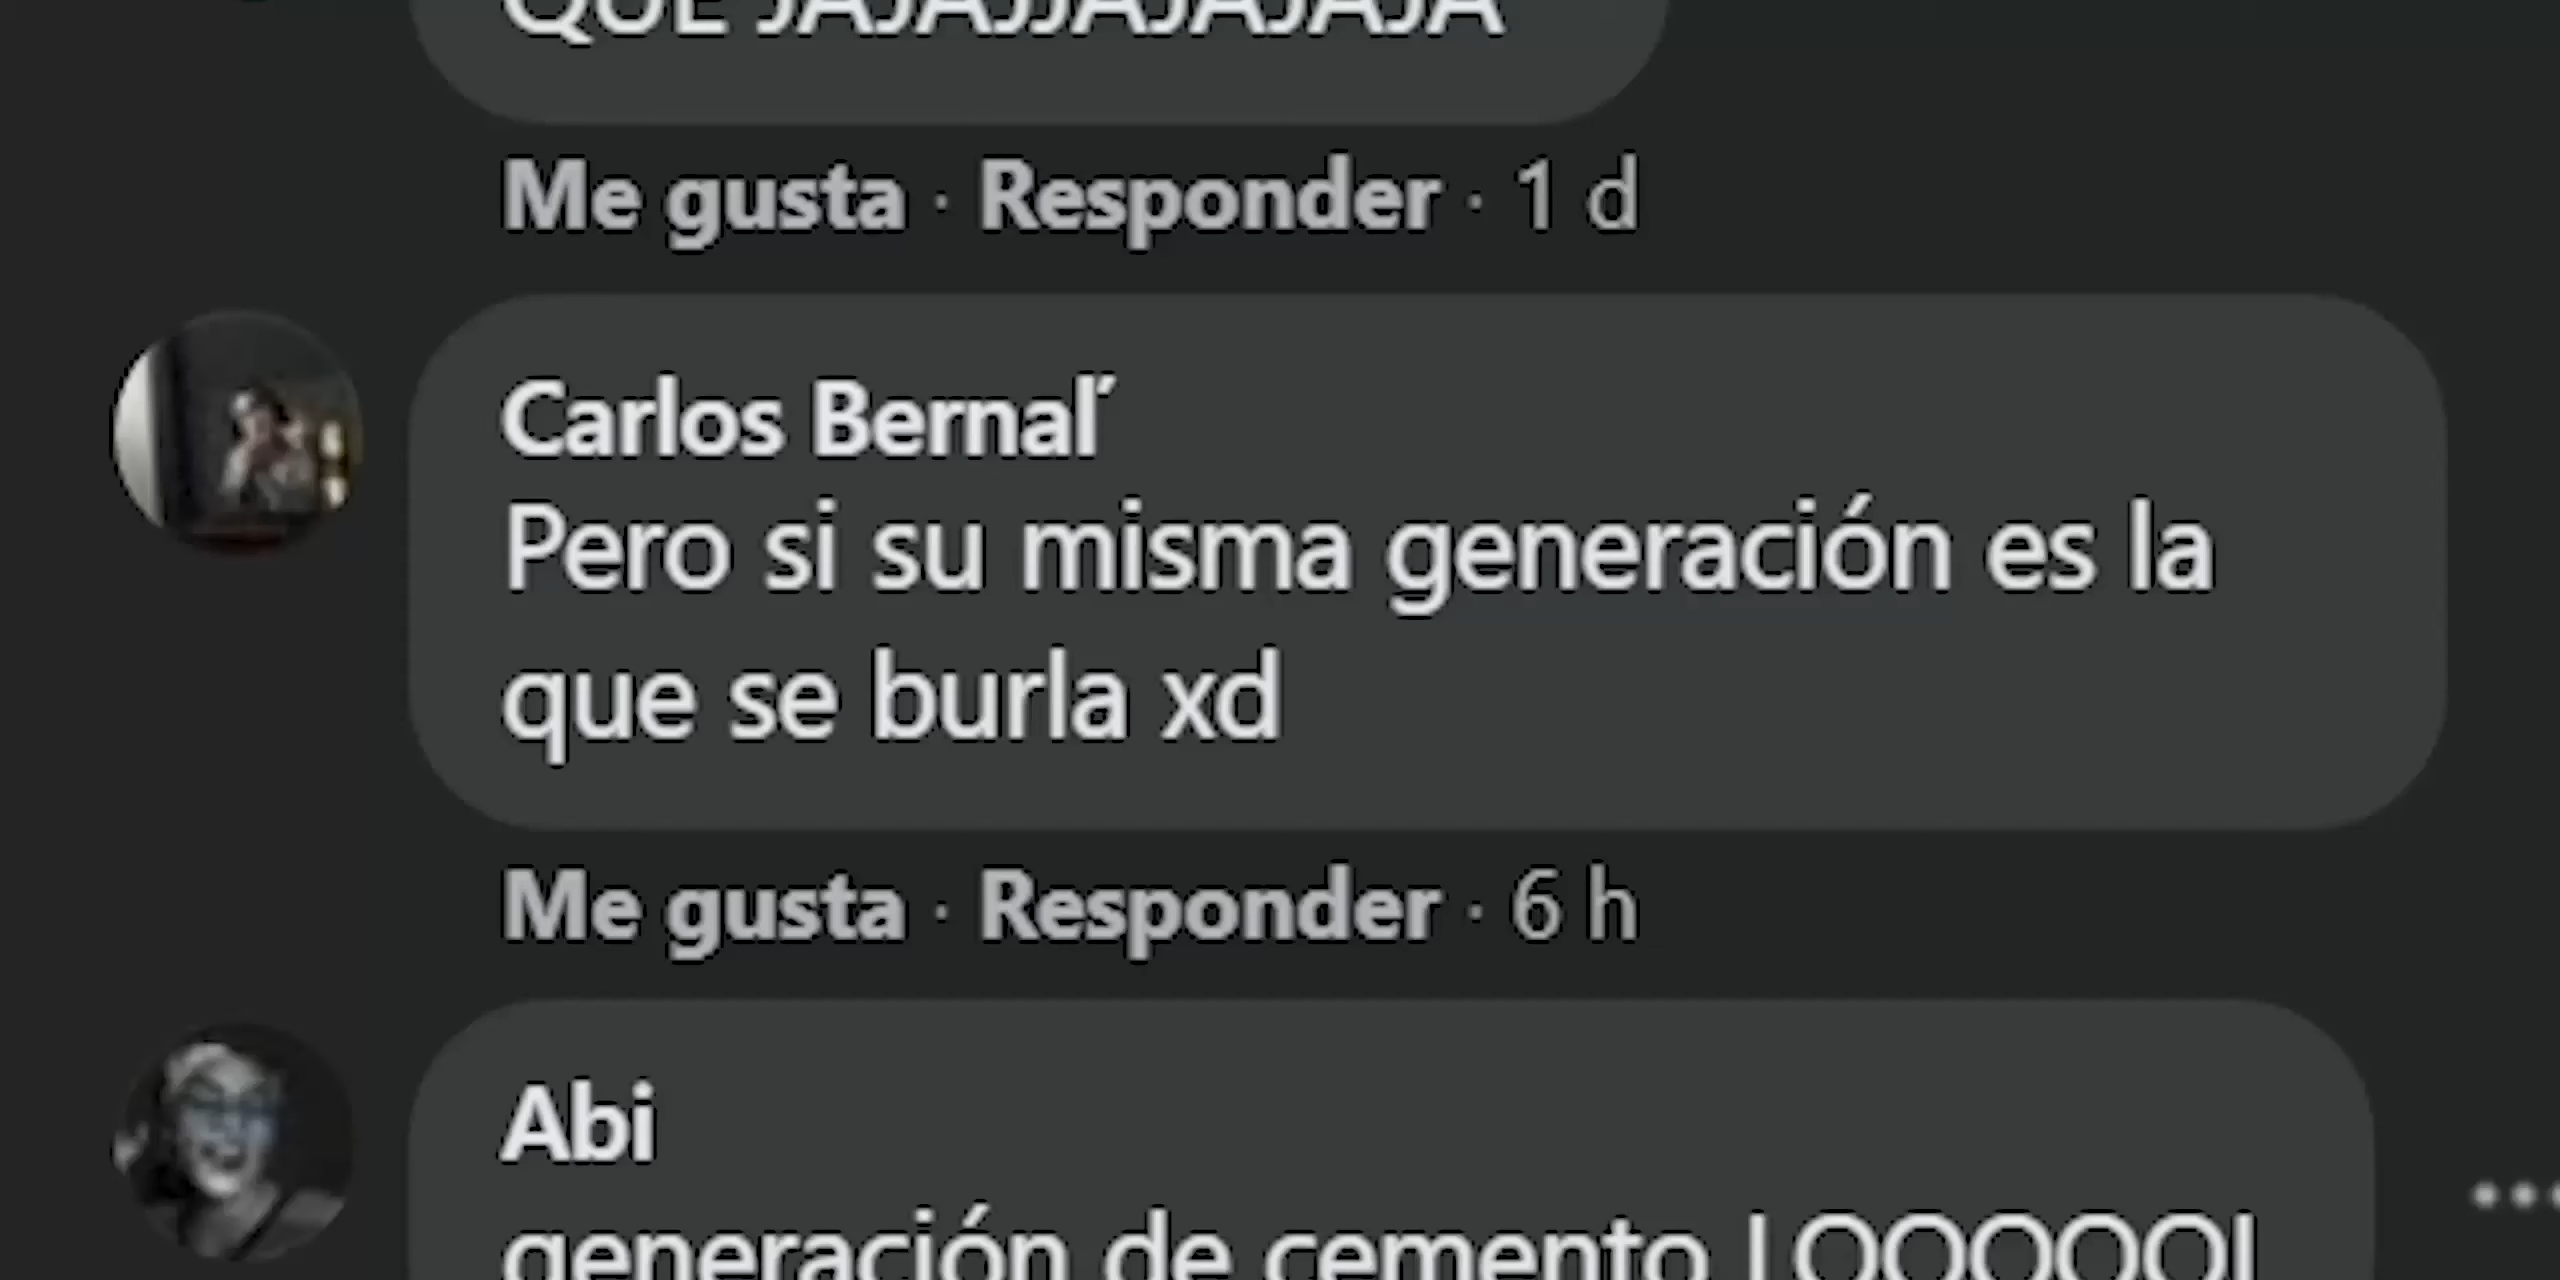 QUE JAJAJJAJAJAJA
Me gusta · Responder · 1 d
Carlos Bernal'
Pero si su misma generación es la
que se burla xd
Me gusta · Responder · 6 h
Abi
generación de cemento LOOOOOL